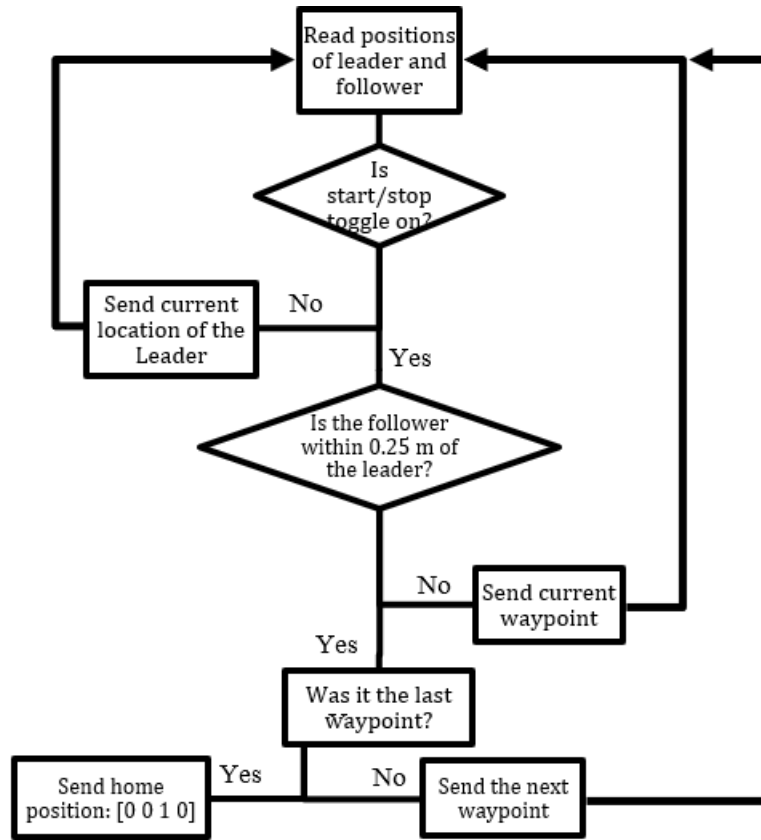 Read positions
of leader and
follower
Is
start/stop
toggle on?
No
Send current
location of the
Leader
Yes
Is the follower
within 0.25 m of
the leader?
No
Send current
waypoint
Yes
Was it the last
waypoint?
Yes
Send home
position: [0 0 1 0]
No
Send the next
waypoint